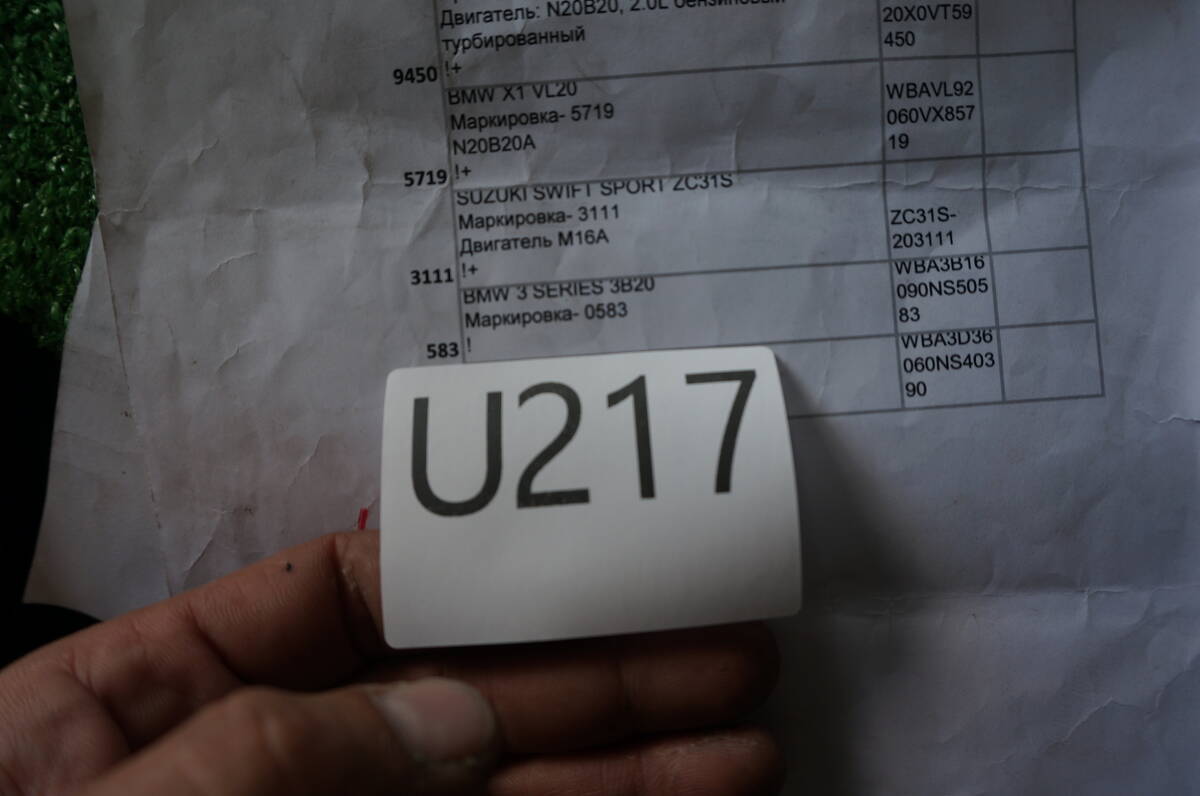 Двигатель: N20B20, 2.0L бензиновый
турбированный
20X0VT59
450
9450 !+
BMW X1 VL20
Маркировка- 5719
N20B20A
WBAVL92
060VX857
19
5719 !+
SUZUKI SWIFT SPORT ZC31S
Маркировка- 3111
Двигатель M16A
ZC31S-
203111
3111 !+
BMW 3 SERIES 3B20
Маркировка- 0583
WBA3B16
090NS505
83
583 !
WBA3D36
060NS403
90
U217